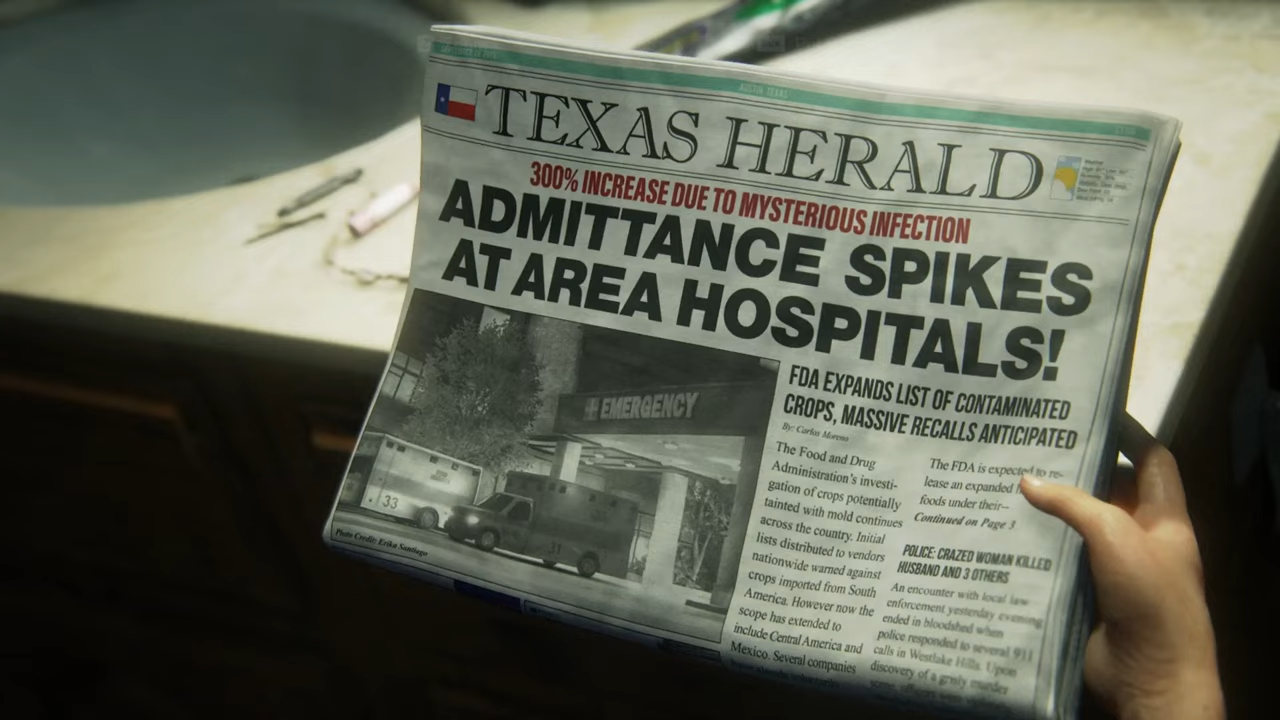 AUSTIN, TEXAS
TEXAS HERALD
Weather
300% INCREASE DUE TO MYSTERIOUS INFECTION
ADMITTANCE SPIKES
AT AREA HOSPITALS!
EMERGENCY
33
31
Photo Credit: Erika Santiago
FDA EXPANDS LIST OF CONTAMINATED
CROPS, MASSIVE RECALLS ANTICIPATED
By: Carlos Moreno
The Food and Drug
Administration's investi-
gation of crops potentially
tainted with mold continues
across the country. Initial
lists distributed to vendors
nationwide warned against
crops imported from South
America. However now the
scope has extended to
include Central America and
Mexico. Several companies
The FDA is expected to re-
lease an expanded
foods under their--
Continued on Page 3
POLICE: CRAZED WOMAN KILLED
HUSBAND AND 3 OTHERS
An encounter with local law
enforcement yesterday evening
ended in bloodshed when
police responded to several 911
calls in Westlake Hills. Upon
discovery of a grisly murder